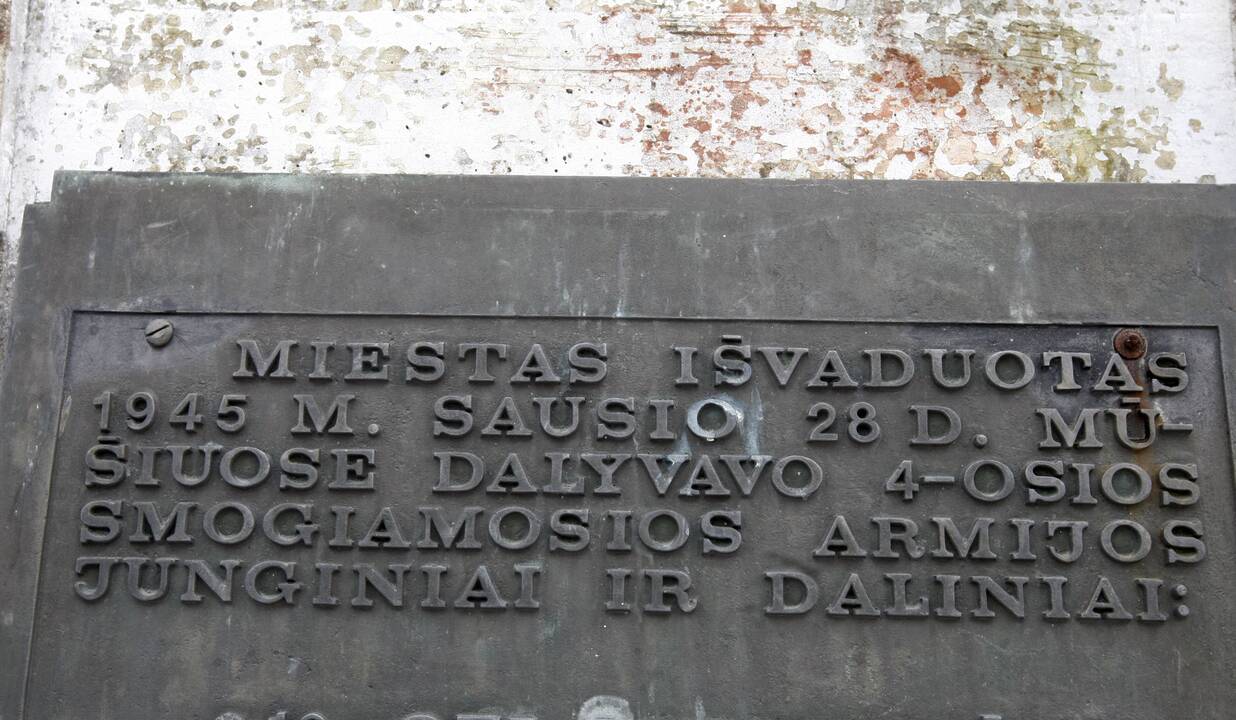 MIESTAS IŠVADUOTAS
1945 M. SAUSIO 28 D. MŪ-
ŠIUOSE DALYVAVO 4-OSIOS
SMOGIAMOSIOS ARMIJOS
JUNGINIAI IR DALINIAI: